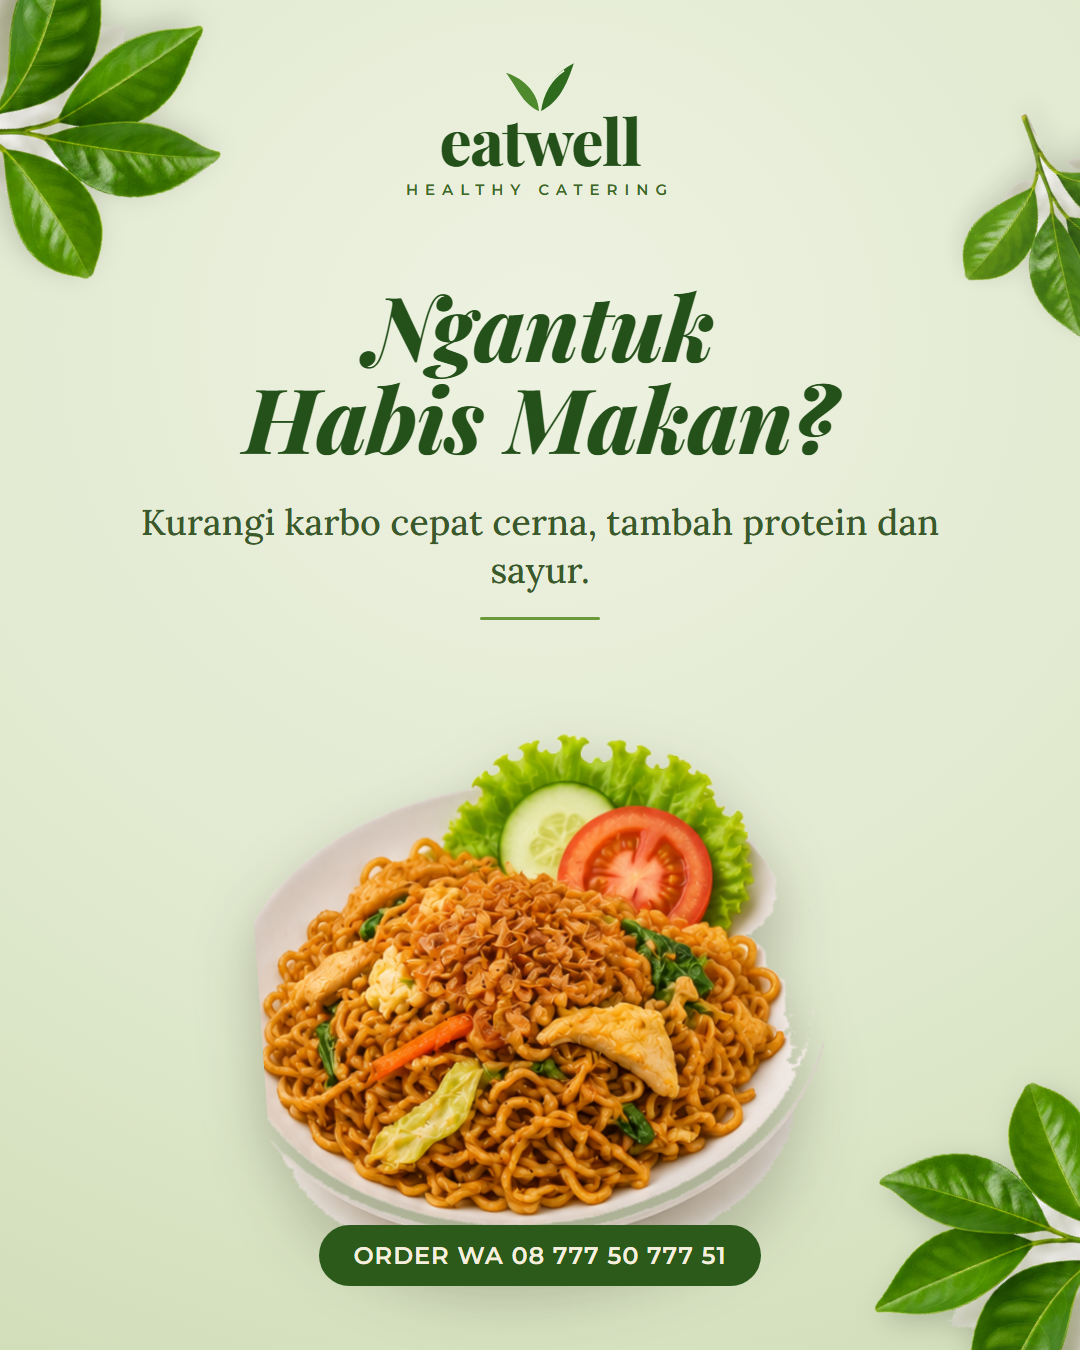 eatwell
HEALTHY CATERING
Ngantuk
Habis Makan?
Kurangi karbo cepat cerna, tambah protein dan
sayur.
ORDER WA 08 777 50 777 51